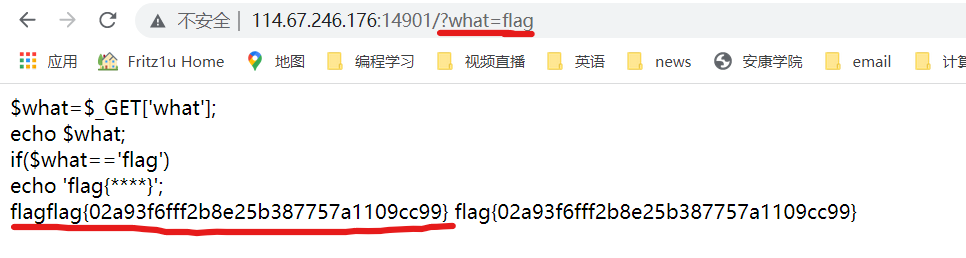 不安全 | 114.67.246.176:14901/?what=flag
应用 Fritz1u Home 地图 编程学习 视频直播 英语 news 安康学院 email 计算
$what=$_GET['what'];
echo $what;
if($what=='flag')
echo 'flag{****}';
flagflag{02a93f6fff2b8e25b387757a1109cc99} flag{02a93f6fff2b8e25b387757a1109cc99}